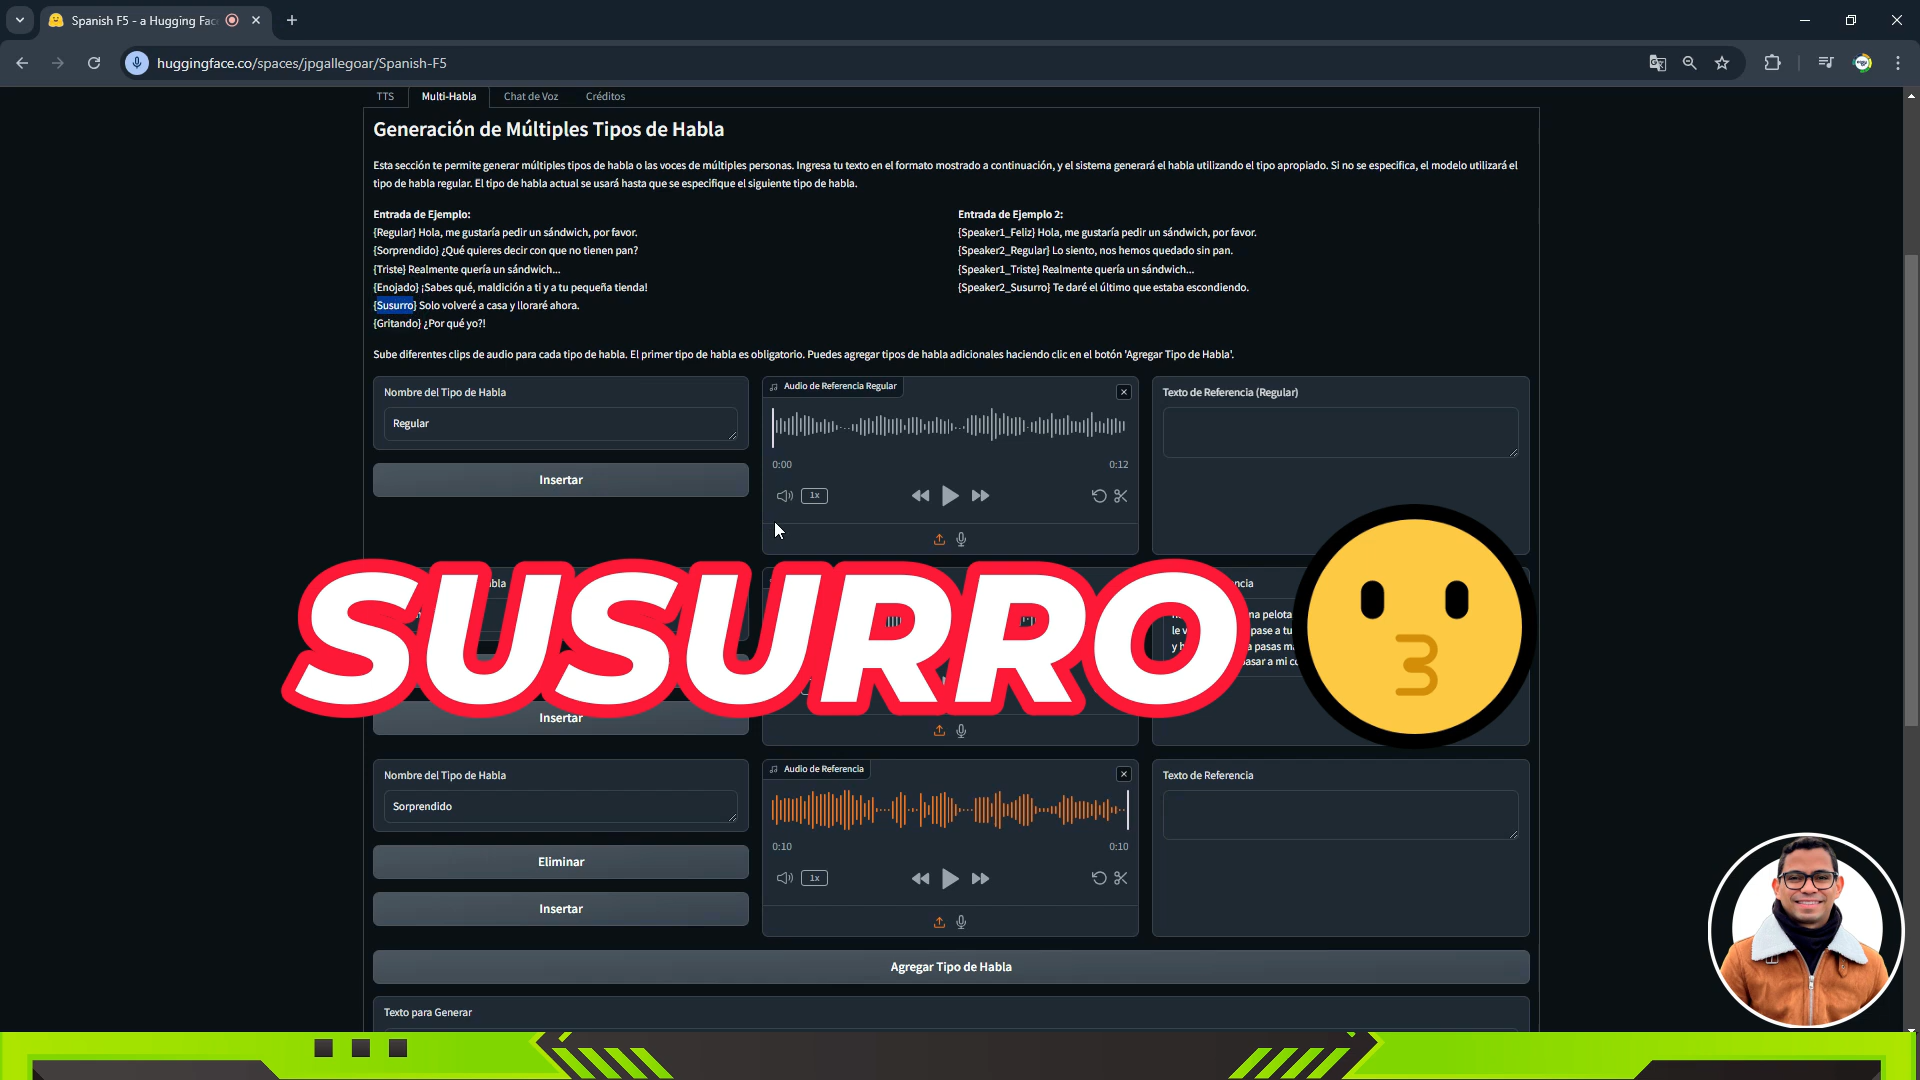 Spanish F5 - a Hugging Fac
huggingface.co/spaces/jpgallegoar/Spanish-F5
TTS
Multi-Habla
Chat de Voz
Créditos
Generación de Múltiples Tipos de Habla
Esta sección te permite generar múltiples tipos de habla o las voces de múltiples personas. Ingresa tu texto en el formato mostrado a continuación, y el sistema generará el habla utilizando el tipo apropiado. Si no se especifica, el modelo utilizará el
tipo de habla regular. El tipo de habla actual se usará hasta que se especifique el siguiente tipo de habla.
Entrada de Ejemplo:
{Regular} Hola, me gustaría pedir un sándwich, por favor.
{Sorprendido} ¿Qué quieres decir con que no tienen pan?
{Triste} Realmente quería un sándwich...
{Enojado} ¡Sabes qué, maldición a ti y a tu pequeña tienda!
{Susurro} Solo volveré a casa y lloraré ahora.
{Gritando} ¿Por qué yo?!
Entrada de Ejemplo 2:
{Speaker1_Feliz} Hola, me gustaría pedir un sándwich, por favor.
{Speaker2_Regular} Lo siento, nos hemos quedado sin pan.
{Speaker1_Triste} Realmente quería un sándwich...
{Speaker2_Susurro} Te daré el último que estaba escondiendo.
Sube diferentes clips de audio para cada tipo de habla. El primer tipo de habla es obligatorio. Puedes agregar tipos de habla adicionales haciendo clic en el botón 'Agregar Tipo de Habla'.
Nombre del Tipo de Habla
Regular
Insertar
Audio de Referencia Regular
0:00
0:12
1x
Texto de Referencia (Regular)
SUSURRO
na pelota
pase a tu
pasas
Insertar
Nombre del Tipo de Habla
Sorprendido
Eliminar
Insertar
Audio de Referencia
0:10
0:10
1x
Texto de Referencia
Agregar Tipo de Habla
Texto para Generar